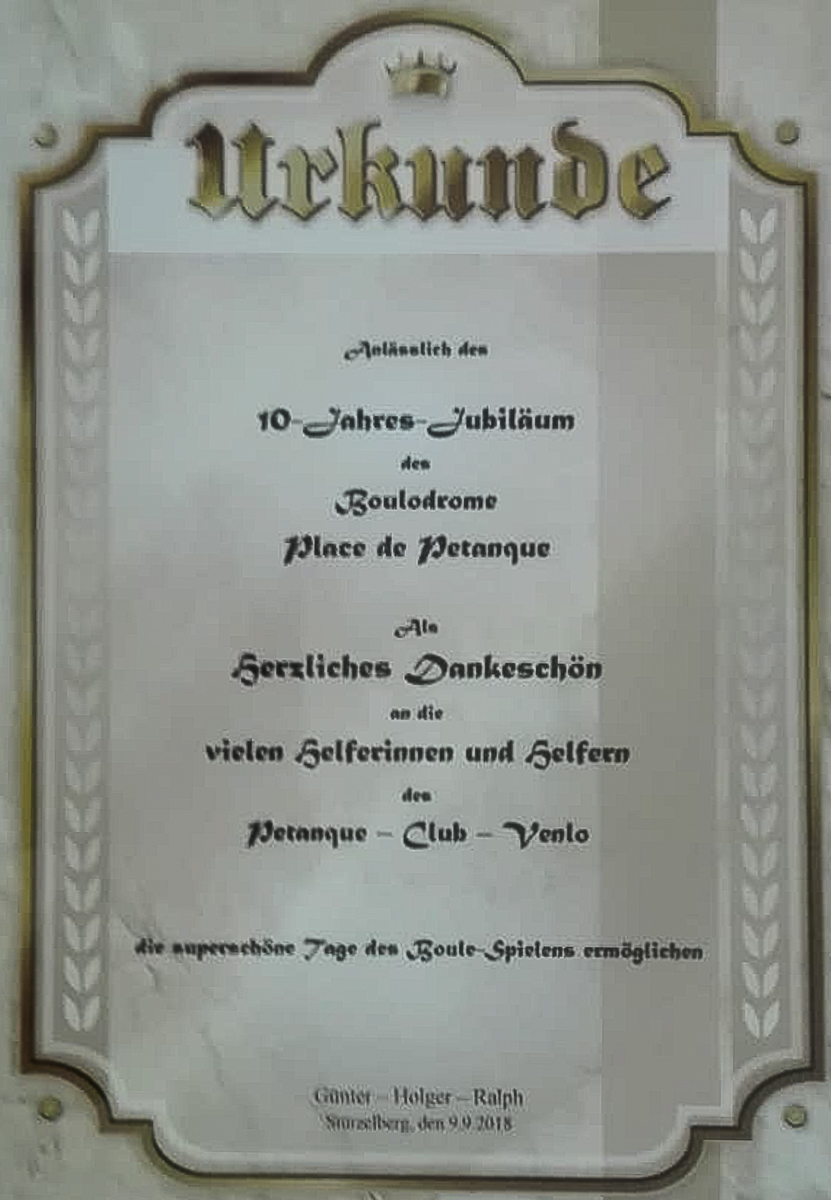 Urkunde
Anlässlich des
10-Jahres-Jubiläum
des
Boulodrome
Place de Petanque
Als
Herzliches Dankeschön
an die
vielen Helferinnen und Helfern
des
Petanque – Club – Venlo
die superschöne Tage des Boule-Spielens ermöglichen
Günter – Holger – Ralph
Stürzelberg, den 9.9.2018